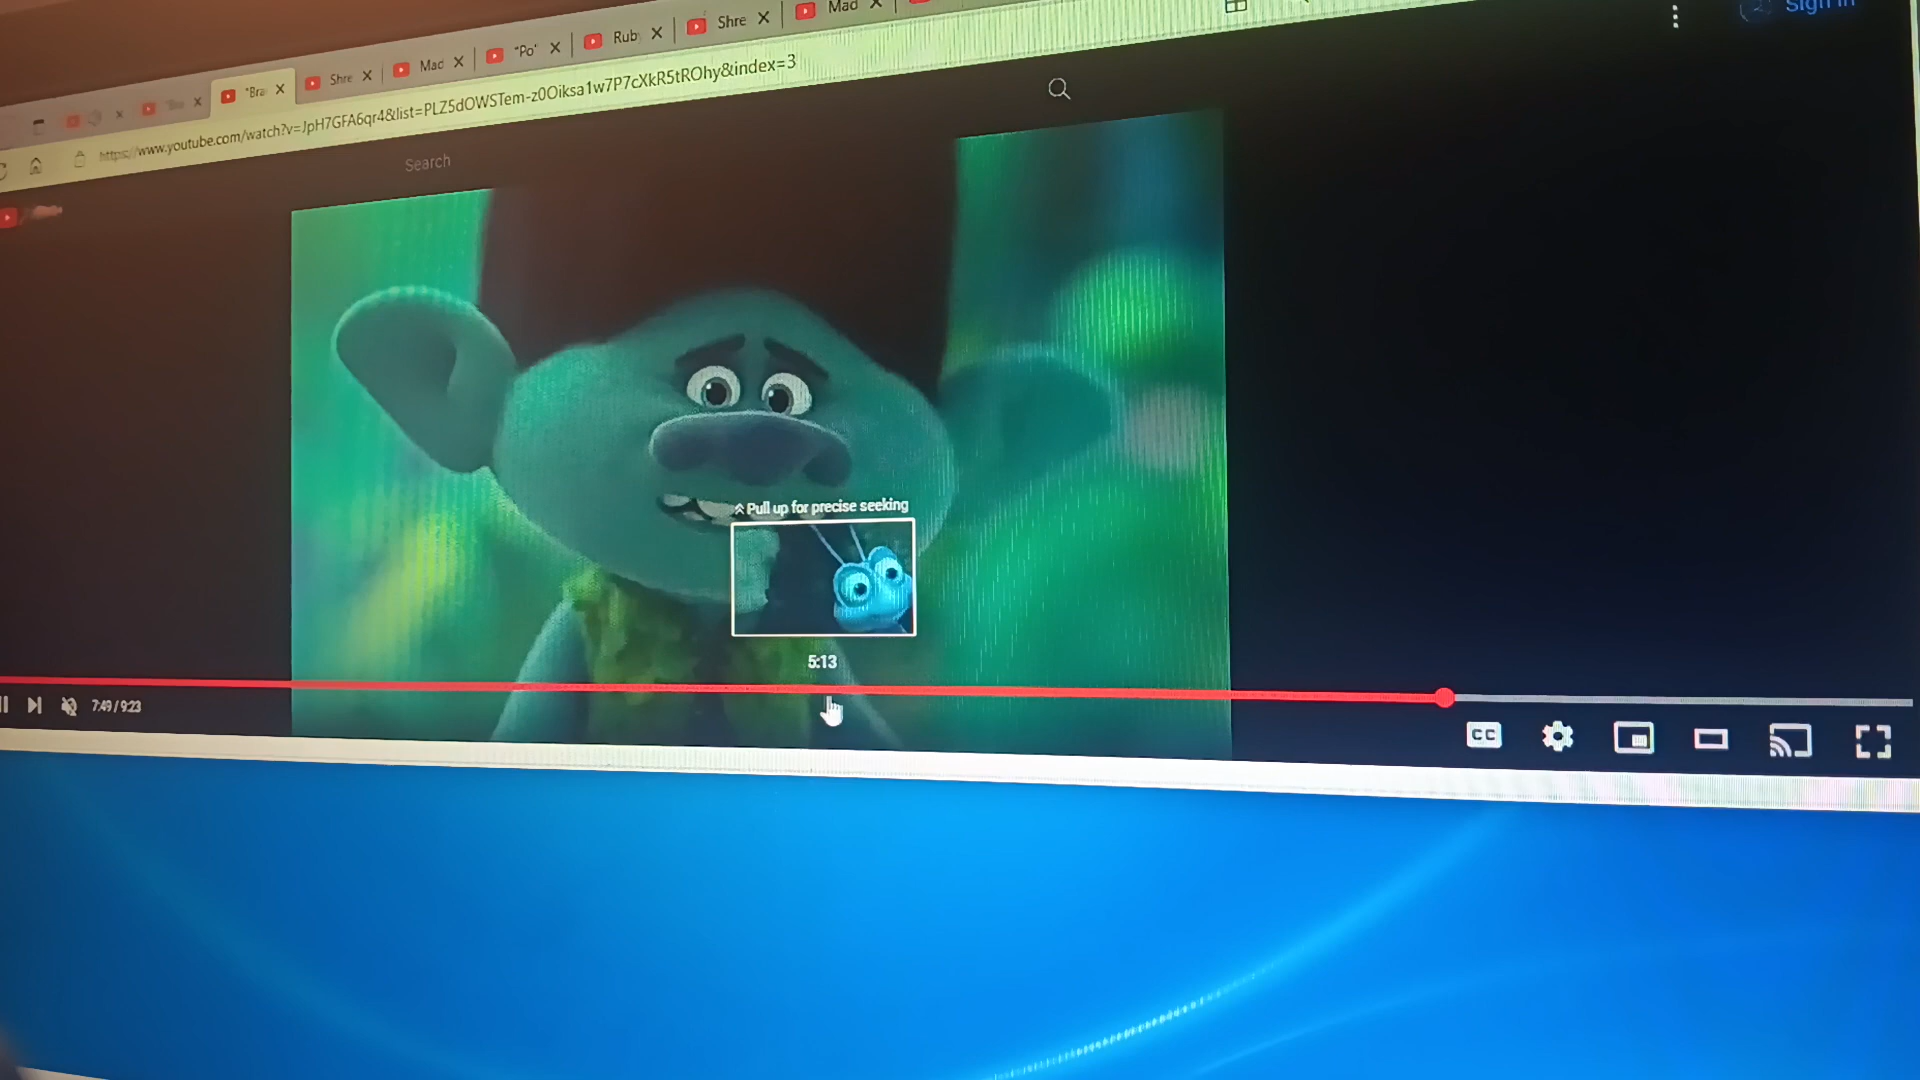 "Bra
Shre
Mad
"Po'
Rub
Shre
Mad
https://www.youtube.com/watch?v=JpH7GFA6qr4&list=PLZ5dOWSTem-z0Oiksa1w7P7cXkR5tROhy&index=3
Sign in
Search
Pull up for precise seeking
5:13
7:49 / 9:23
CC